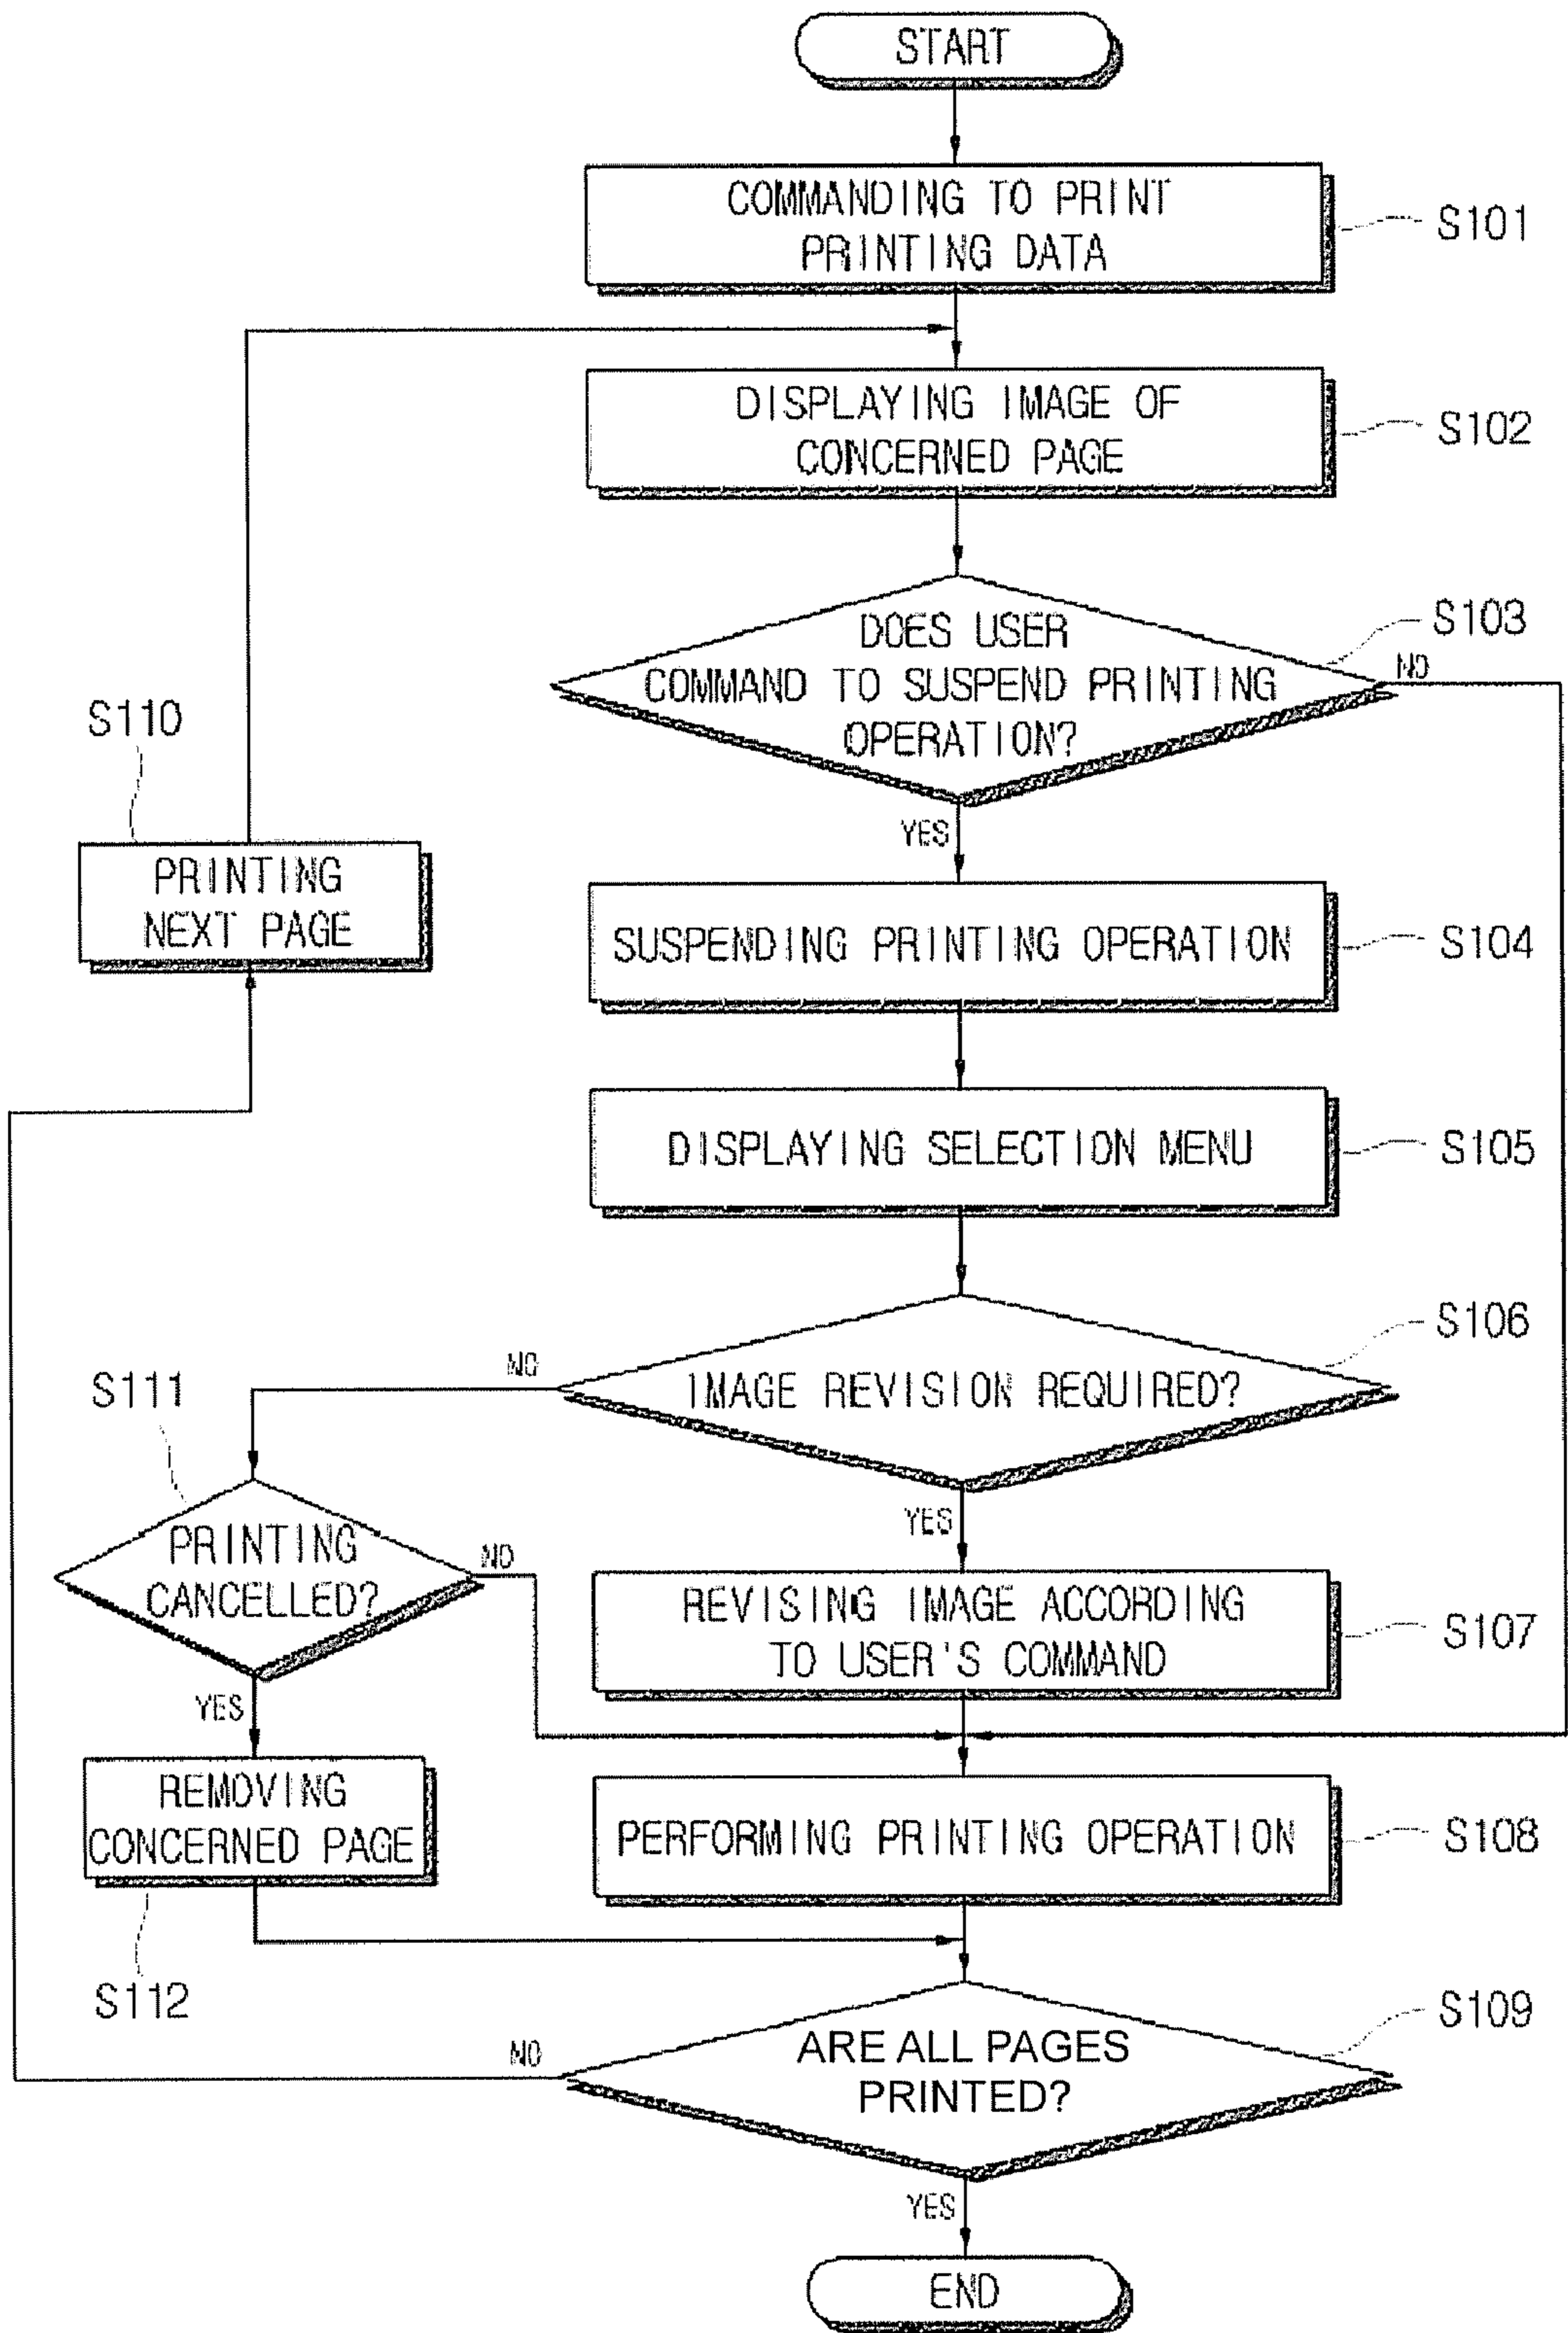 START
COMMANDING TO PRINT
PRINTING DATA
S101
DISPLAYING IMAGE OF
CONCERNED PAGE
S102
DOES USER
COMMAND TO SUSPEND PRINTING
OPERATION?
S103
NO
YES
S110
PRINTING
NEXT PAGE
SUSPENDING PRINTING OPERATION
S104
DISPLAYING SELECTION MENU
S105
IMAGE REVISION REQUIRED?
S106
NO
YES
S111
PRINTING
CANCELLED?
NO
YES
REVISING IMAGE ACCORDING
TO USER'S COMMAND
S107
REMOVING
CONCERNED PAGE
S112
PERFORMING PRINTING OPERATION
S108
ARE ALL PAGES
PRINTED?
S109
NO
YES
END